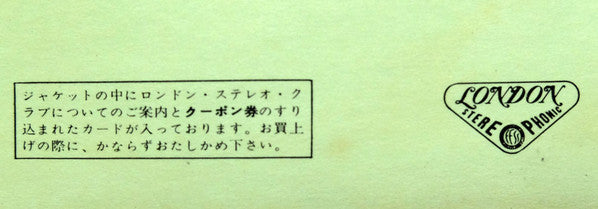 ジャケットの中にロンドン・ステレオ・ク
ラブについてのご案内とクーポン券のすり
込まれたカードが入っております。お買上
げの際に、かならずおたしかめ下さい。
LONDON
STEREO PHONIC